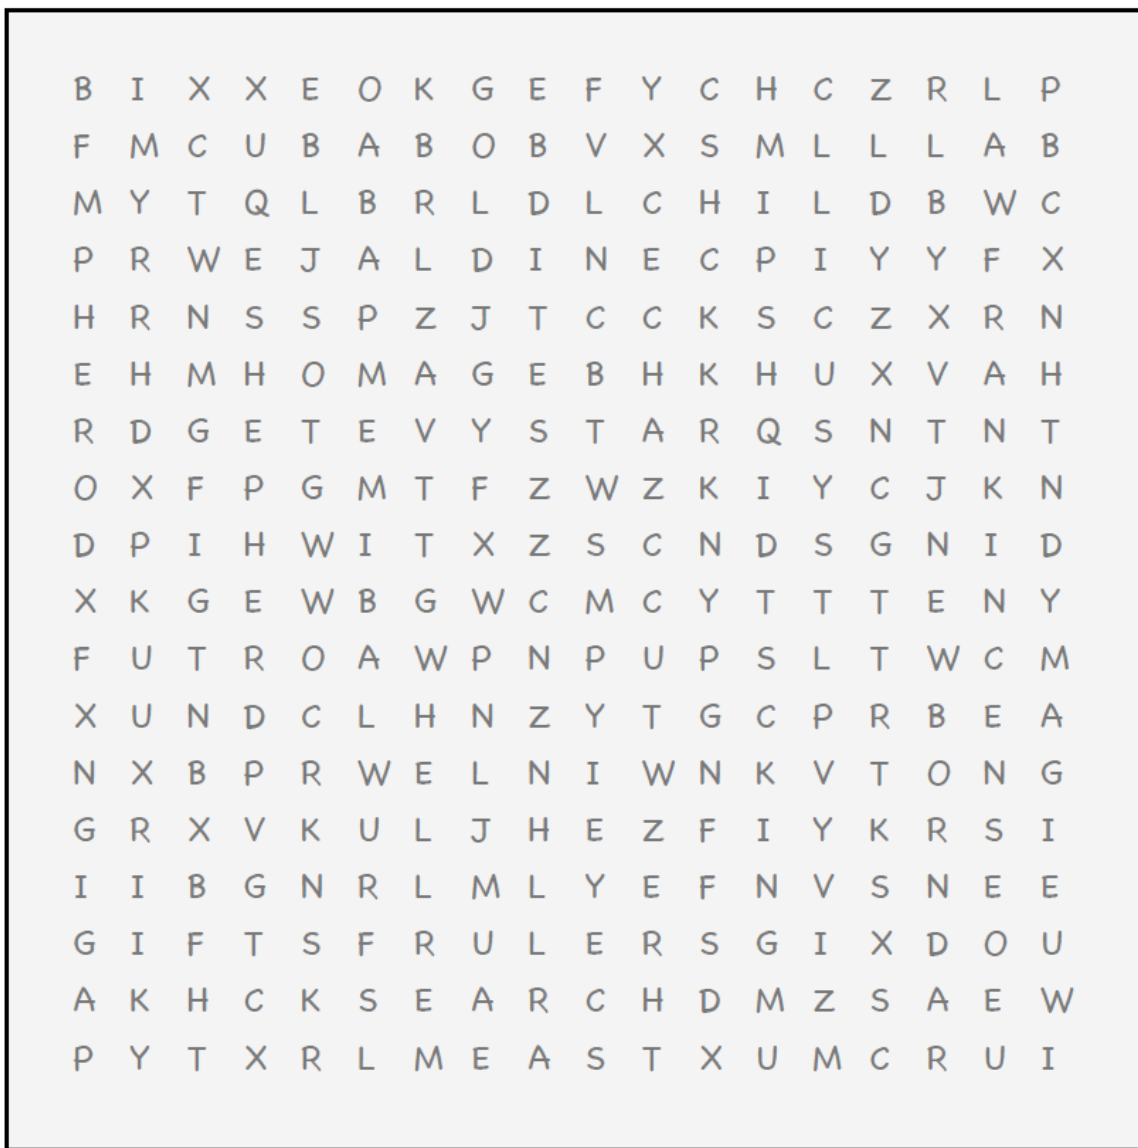 B I X X E O K G E F Y C H C Z R L P
F M C U B A B O B V X S M L L L A B
M Y T Q L B R L D L C H I L D B W C
P R W E J A L D I N E C P I Y Y F X
H R N S S P Z J T C C K S C Z X R N
E H M H O M A G E B H K H U X V A H
R D G E T E V Y S T A R Q S N T N T
O X F P G M T F Z W Z K I Y C J K N
D P I H W I T X Z S C N D S G N I D
X K G E W B G W C M C Y T T T E N Y
F U T R O A W P N P U P S L T W C M
X U N D C L H N Z Y T G C P R B E A
N X B P R W E L N I W N K V T O N G
G R X V K U L J H E Z F I Y K R S I
I I B G N R L M L Y E F N V S N E E
G I F T S F R U L E R S G I X D O U
A K H C K S E A R C H D M Z S A E W
P Y T X R L M E A S T X U M C R U I